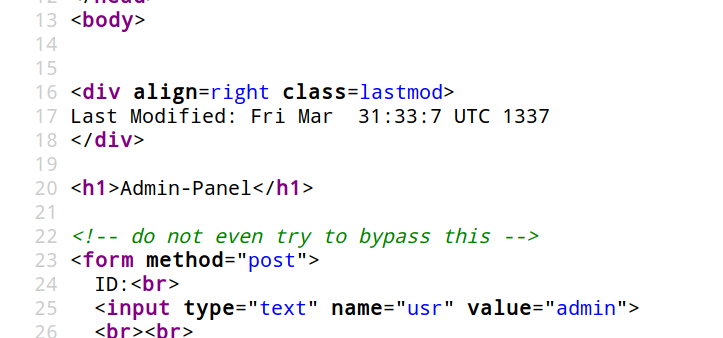 12 </head>
13 <body>
14
15
16 <div align=right class=lastmod>
17 Last Modified: Fri Mar  31:33:7 UTC 1337
18 </div>
19
20 <h1>Admin-Panel</h1>
21
22 <!-- do not even try to bypass this -->
23 <form method="post">
24   ID:<br>
25   <input type="text" name="usr" value="admin">
26   <br><br>